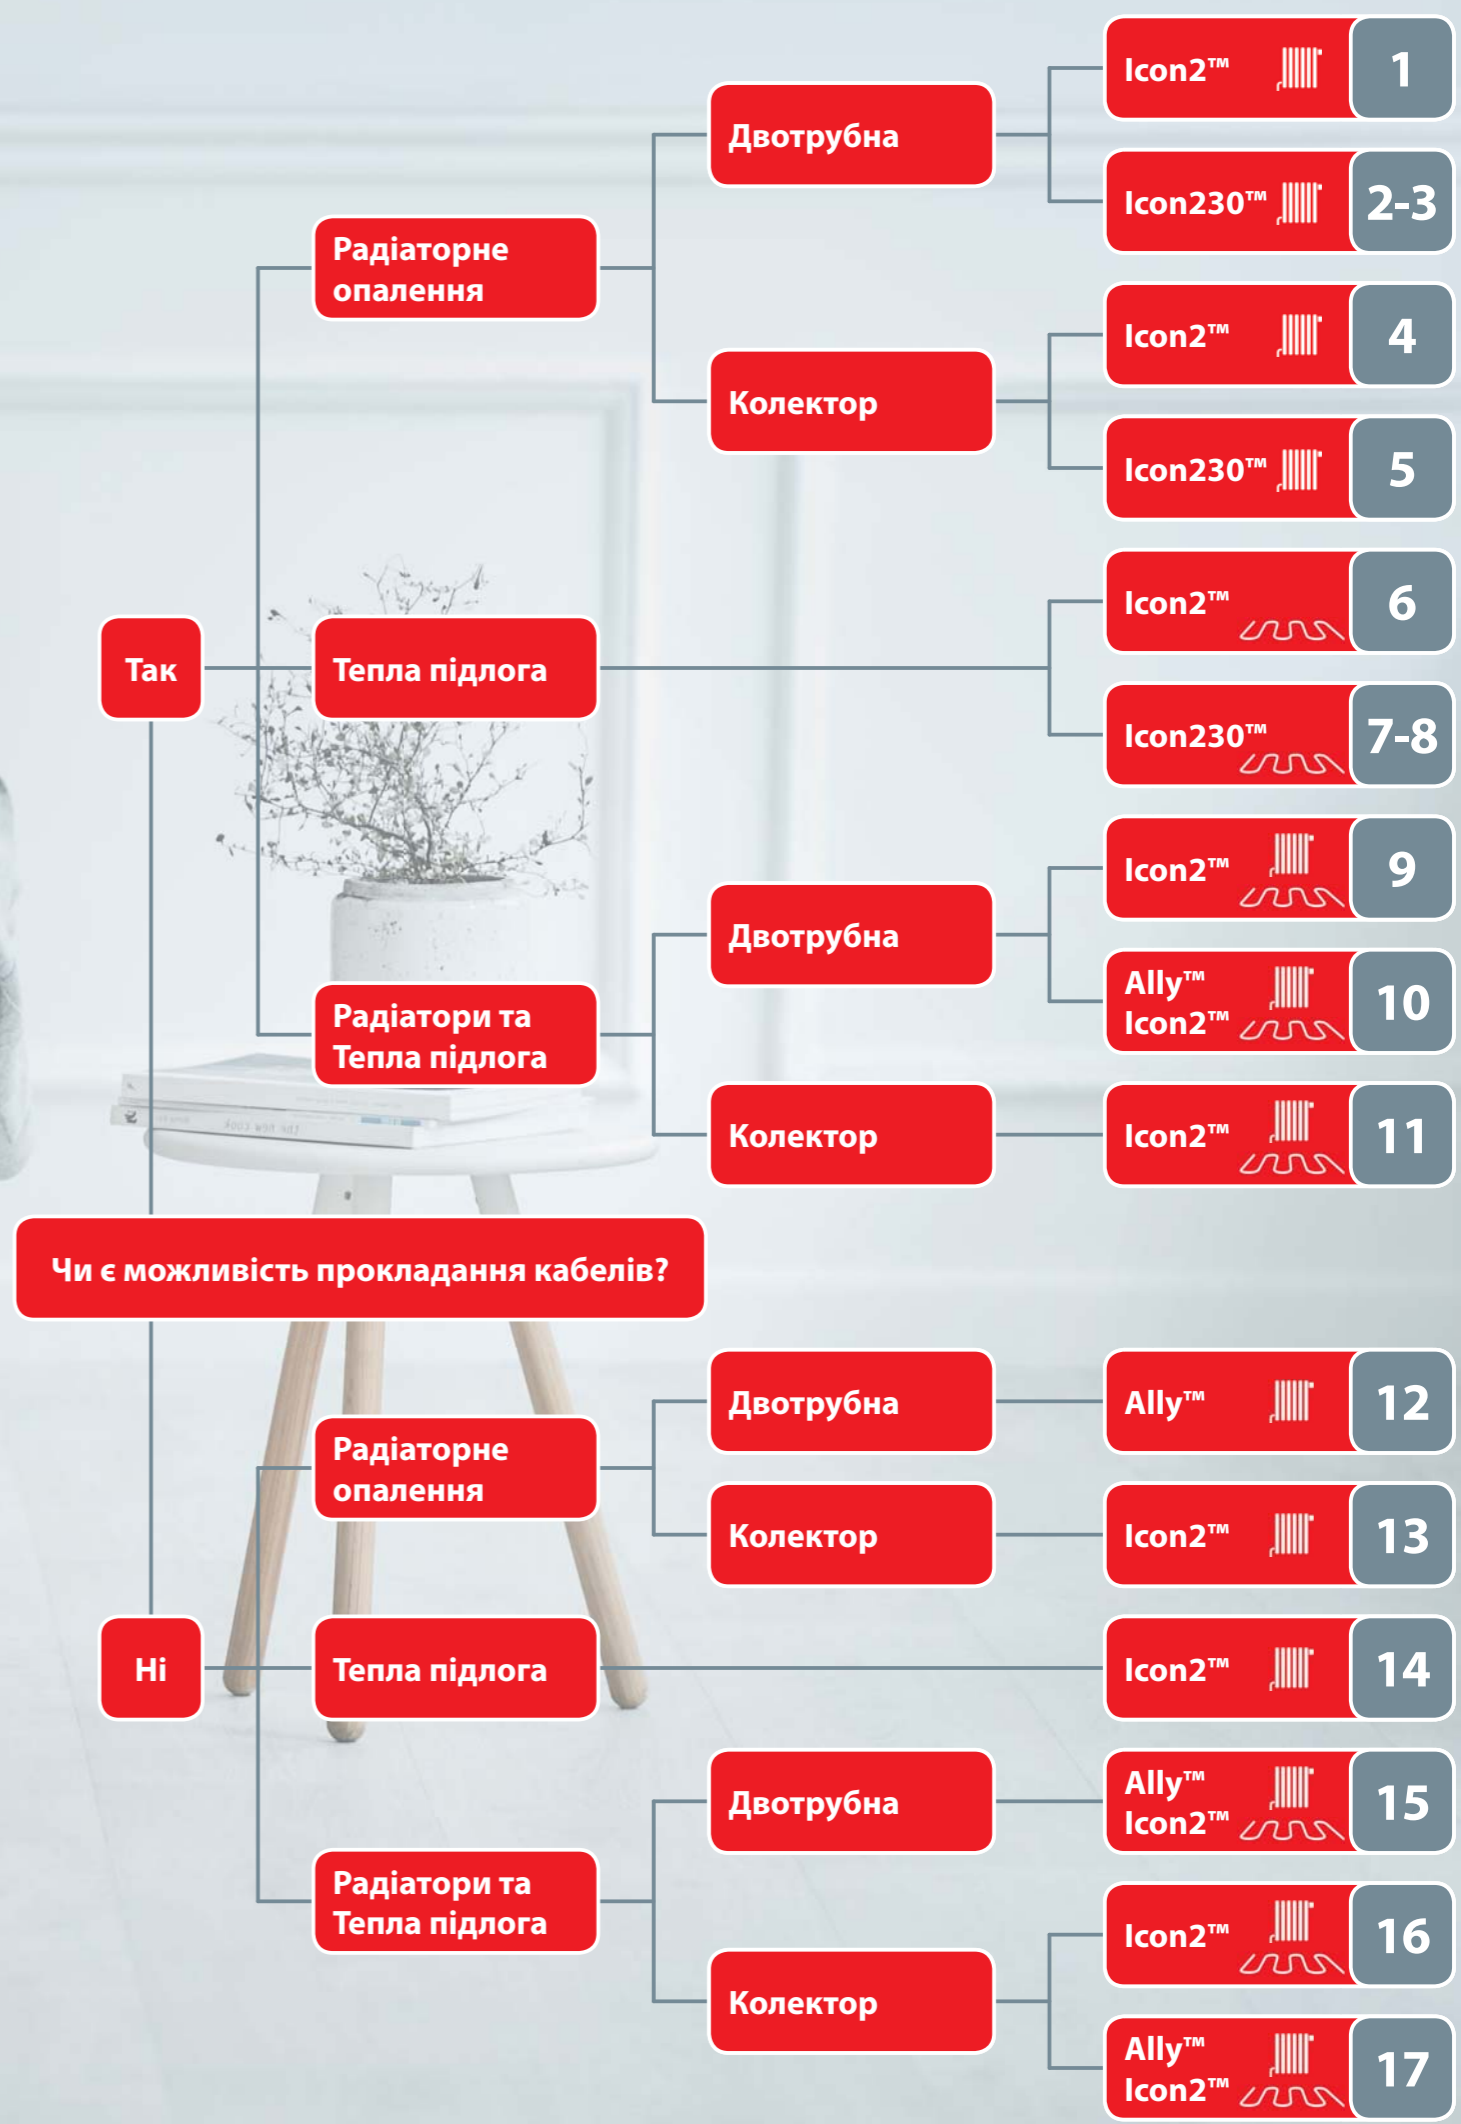 Icon2™
1
Двотрубна
Icon230™
2-3
Радіаторне
опалення
Icon2™
4
Колектор
Icon230™
5
Icon2™
6
Так
Тепла підлога
Icon230™
7-8
Icon2™
9
Двотрубна
Ally™
Icon2™
10
Радіатори та
Тепла підлога
Колектор
Icon2™
11
Чи є можливість прокладання кабелів?
Двотрубна
Ally™
12
Радіаторне
опалення
Колектор
Icon2™
13
Ні
Тепла підлога
Icon2™
14
Двотрубна
Ally™
Icon2™
15
Радіатори та
Тепла підлога
Icon2™
16
Колектор
Ally™
Icon2™
17